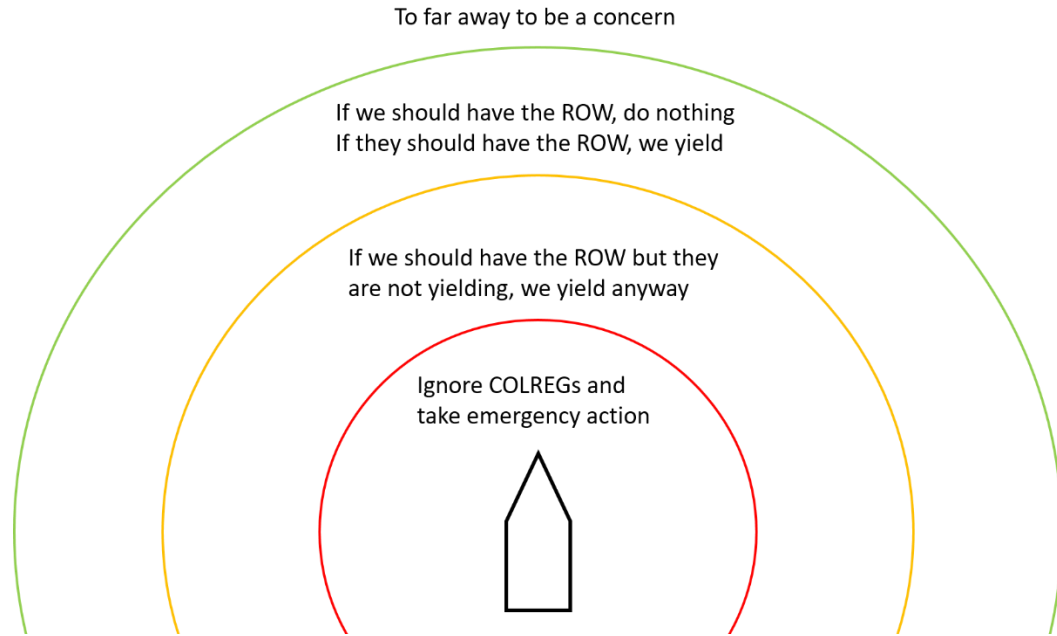 To far away to be a concern
If we should have the ROW, do nothing
If they should have the ROW, we yield
If we should have the ROW but they
are not yielding, we yield anyway
Ignore COLREGs and
take emergency action